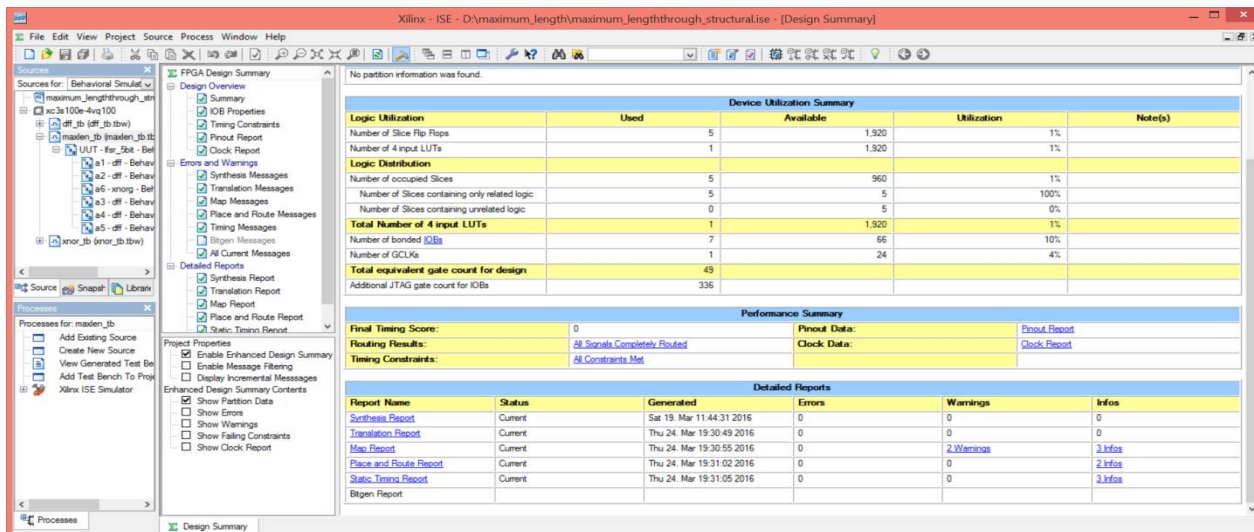 Xilinx - ISE - D:\maximum_length\maximum_lengththrough_structural.ise - [Design Summary]
File Edit View Project Source Process Window Help
Sources
Sources for: Behavioral Simulat
maximum_lengththrough_stri
xc3s100e-4vq100
dff_tb (dff_tb.tbw)
maxlen_tb (maxlen_tb.tb
UUT - lfsr_5bit - Beh
a1 - dff - Behav
a2 - dff - Behav
a6 - xnorg - Beh
a3 - dff - Behav
a4 - dff - Behav
a5 - dff - Behav
xnor_tb (xnor_tb.tbw)
Source Snapsh Librarie
Processes
Processes for: maxlen_tb
Add Existing Source
Create New Source
View Generated Test Be
Add Test Bench To Proje
Xilinx ISE Simulator
Processes
FPGA Design Summary
Design Overview
Summary
IOB Properties
Timing Constraints
Pinout Report
Clock Report
Errors and Warnings
Synthesis Messages
Translation Messages
Map Messages
Place and Route Messages
Timing Messages
Bitgen Messages
All Current Messages
Detailed Reports
Synthesis Report
Translation Report
Map Report
Place and Route Report
Static Timing Report
Project Properties
Enable Enhanced Design Summary
Enable Message Filtering
Display Incremental Messsages
Enhanced Design Summary Contents
Show Partition Data
Show Errors
Show Warnings
Show Failing Constraints
Show Clock Report
Design Summary
No partition information was found.
Device Utilization Summary
Logic Utilization Used Available Utilization Note(s)
Number of Slice Flip Flops 5 1,920 1%
Number of 4 input LUTs 1 1,920 1%
Logic Distribution
Number of occupied Slices 5 960 1%
Number of Slices containing only related logic 5 5 100%
Number of Slices containing unrelated logic 0 5 0%
Total Number of 4 input LUTs 1 1,920 1%
Number of bonded IOBs 7 66 10%
Number of GCLKs 1 24 4%
Total equivalent gate count for design 49
Additional JTAG gate count for IOBs 336
Performance Summary
Final Timing Score: 0 Pinout Data: Pinout Report
Routing Results: All Signals Completely Routed Clock Data: Clock Report
Timing Constraints: All Constraints Met
Detailed Reports
Report Name Status Generated Errors Warnings Infos
Synthesis Report Current Sat 19. Mar 11:44:31 2016 0 0 0
Translation Report Current Thu 24. Mar 19:30:49 2016 0 0 0
Map Report Current Thu 24. Mar 19:30:55 2016 0 2 Warnings 3 Infos
Place and Route Report Current Thu 24. Mar 19:31:02 2016 0 0 2 Infos
Static Timing Report Current Thu 24. Mar 19:31:05 2016 0 0 3 Infos
Bitgen Report